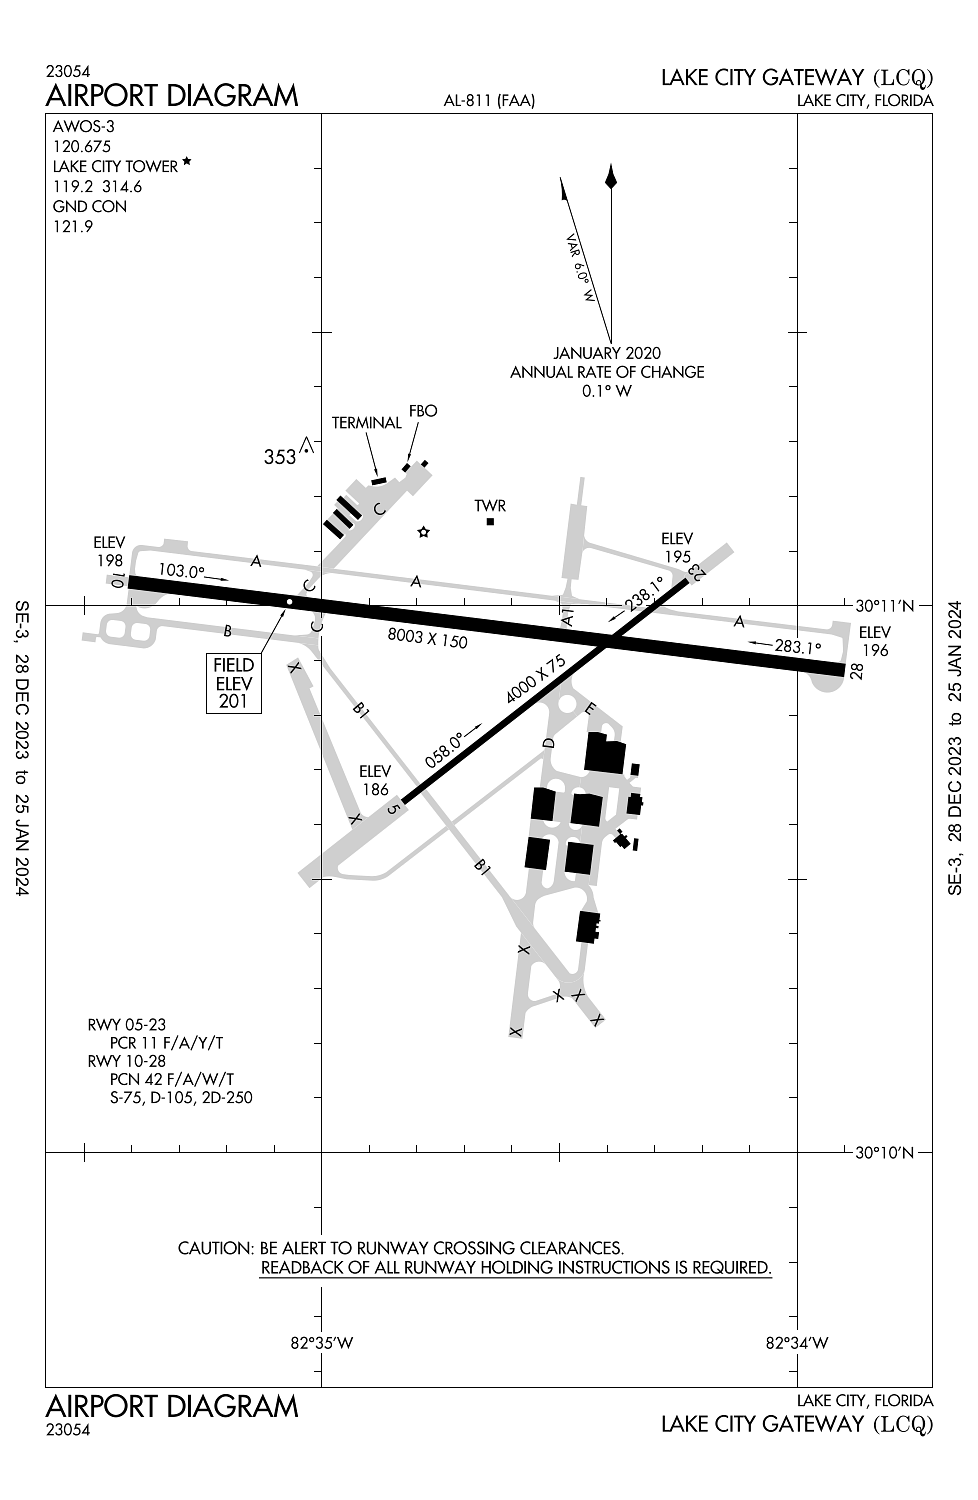 23054
AIRPORT DIAGRAM
AL-811 (FAA)
LAKE CITY GATEWAY (LCQ)
LAKE CITY, FLORIDA
AWOS-3
120.675
LAKE CITY TOWER ★
119.2 314.6
GND CON
121.9
VAR 6.0° W
JANUARY 2020
ANNUAL RATE OF CHANGE
0.1° W
FBO
TERMINAL
353
C
TWR
ELEV
198
10
103.0°
A
A
C
C
ELEV
195
23
238.1°
A1
A
30°11'N
B
8003 X 150
283.1°
ELEV
196
28
FIELD
ELEV
201
X
B1
4000 X 75
058.0°
E
D
ELEV
186
5
X
B1
X
X
X
X
X
RWY 05-23
PCR 11 F/A/Y/T
RWY 10-28
PCN 42 F/A/W/T
S-75, D-105, 2D-250
30°10'N
CAUTION: BE ALERT TO RUNWAY CROSSING CLEARANCES.
READBACK OF ALL RUNWAY HOLDING INSTRUCTIONS IS REQUIRED.
82°35'W
82°34'W
AIRPORT DIAGRAM
23054
LAKE CITY, FLORIDA
LAKE CITY GATEWAY (LCQ)
SE-3, 28 DEC 2023 to 25 JAN 2024
SE-3, 28 DEC 2023 to 25 JAN 2024